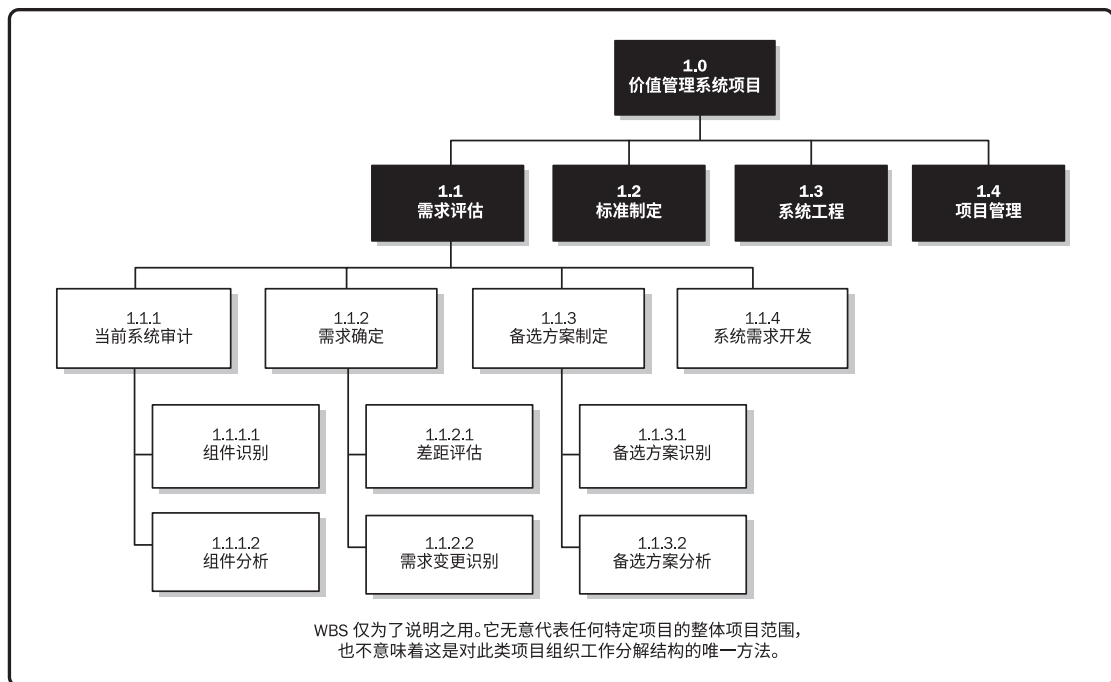 1.0
价值管理系统项目
1.1
需求评估
1.2
标准制定
1.3
系统工程
1.4
项目管理
1.1.1
当前系统审计
1.1.2
需求确定
1.1.3
备选方案制定
1.1.4
系统需求开发
1.1.1.1
组件识别
1.1.2.1
差距评估
1.1.3.1
备选方案识别
1.1.1.2
组件分析
1.1.2.2
需求变更识别
1.1.3.2
备选方案分析
WBS 仅为了说明之用。它无意代表任何特定项目的整体项目范围，
也不意味着这是对此类项目组织工作分解结构的唯一方法。